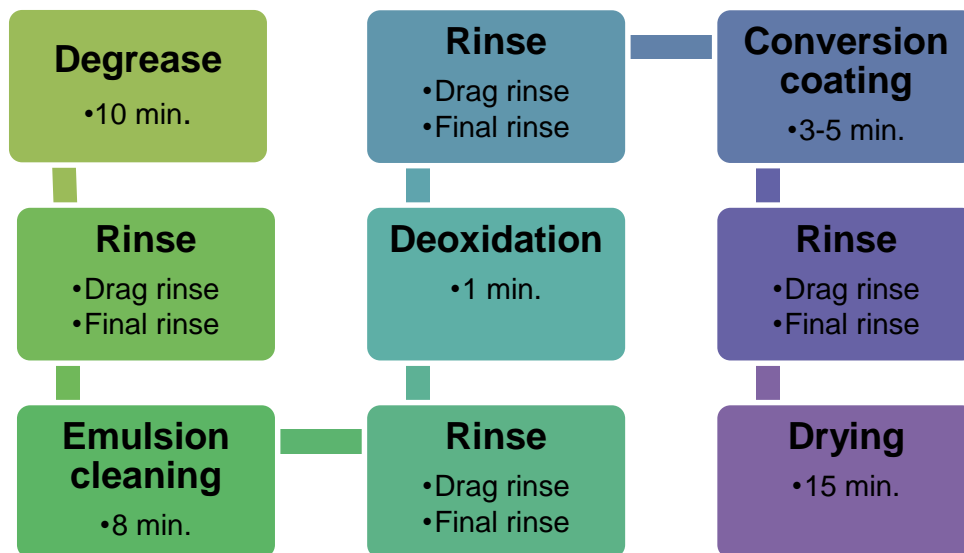 Degrease
•10 min.
Rinse
•Drag rinse
•Final rinse
Emulsion
cleaning
•8 min.
Rinse
•Drag rinse
•Final rinse
Deoxidation
•1 min.
Rinse
•Drag rinse
•Final rinse
Conversion
coating
•3-5 min.
Rinse
•Drag rinse
•Final rinse
Drying
•15 min.